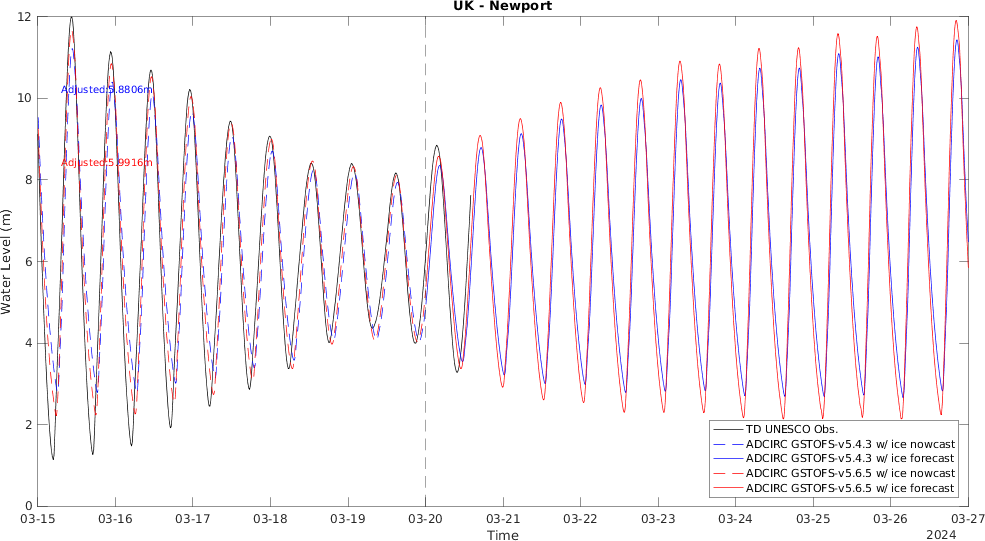 UK - Newport
Water Level (m)
12
10
8
6
4
2
0
Adjusted:5.8806m
Adjusted:5.9916m
TD UNESCO Obs.
ADCIRC GSTOFS-v5.4.3 w/ ice nowcast
ADCIRC GSTOFS-v5.4.3 w/ ice forecast
ADCIRC GSTOFS-v5.6.5 w/ ice nowcast
ADCIRC GSTOFS-v5.6.5 w/ ice forecast
03-15 03-16 03-17 03-18 03-19 03-20 03-21 03-22 03-23 03-24 03-25 03-26 03-27
Time
2024